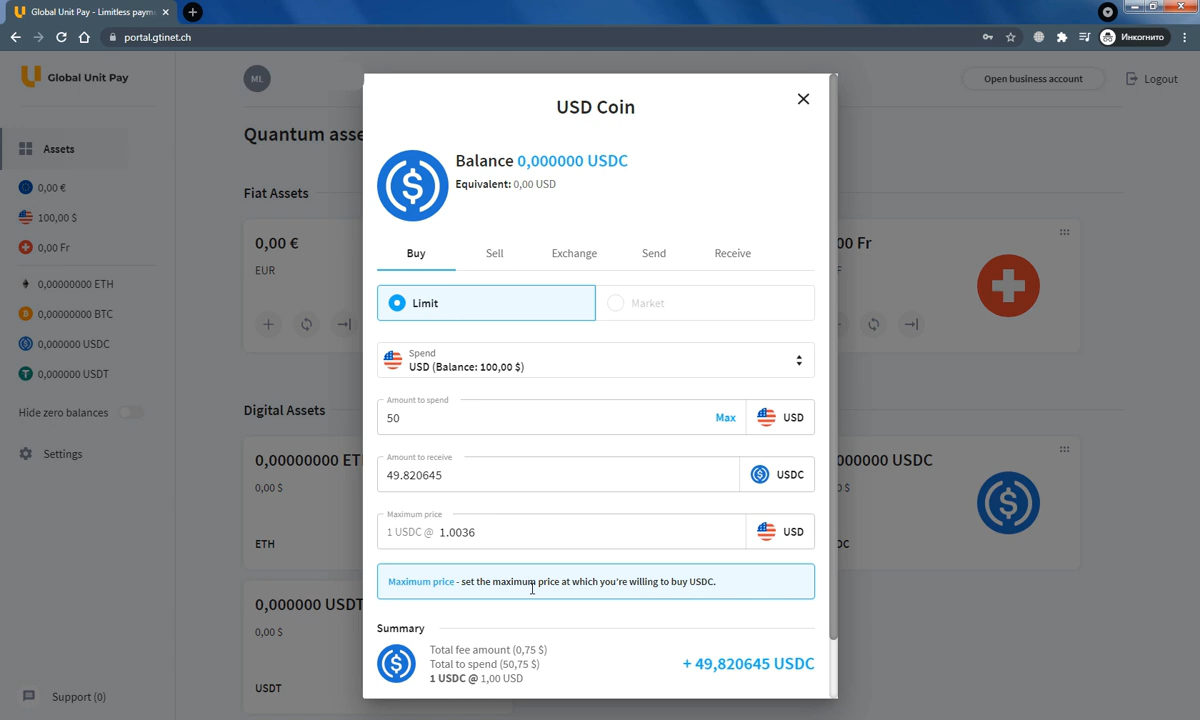 Global Unit Pay - Limitless paym
portal.gtinet.ch
Инкогнито
Global Unit Pay
ML
Open business account
Logout
Assets
0,00 €
100,00 $
0,00 Fr
0,00000000 ETH
0,00000000 BTC
0,000000 USDC
0,000000 USDT
Hide zero balances
Settings
Support (0)
Quantum asse
Fiat Assets
0,00 €
EUR
00 Fr
Digital Assets
0,00000000 ET
0,00 $
ETH
000000 USDC
0 $
DC
0,000000 USDT
0,00 $
USDT
USD Coin
Balance 0,000000 USDC
Equivalent: 0,00 USD
Buy Sell Exchange Send Receive
Limit Market
Spend
USD (Balance: 100,00 $)
Amount to spend
50 Max USD
Amount to receive
49.820645 USDC
Maximum price
1 USDC @ 1.0036 USD
Maximum price - set the maximum price at which you're willing to buy USDC.
Summary
Total fee amount (0,75 $)
Total to spend (50,75 $)
1 USDC @ 1,00 USD
+ 49,820645 USDC